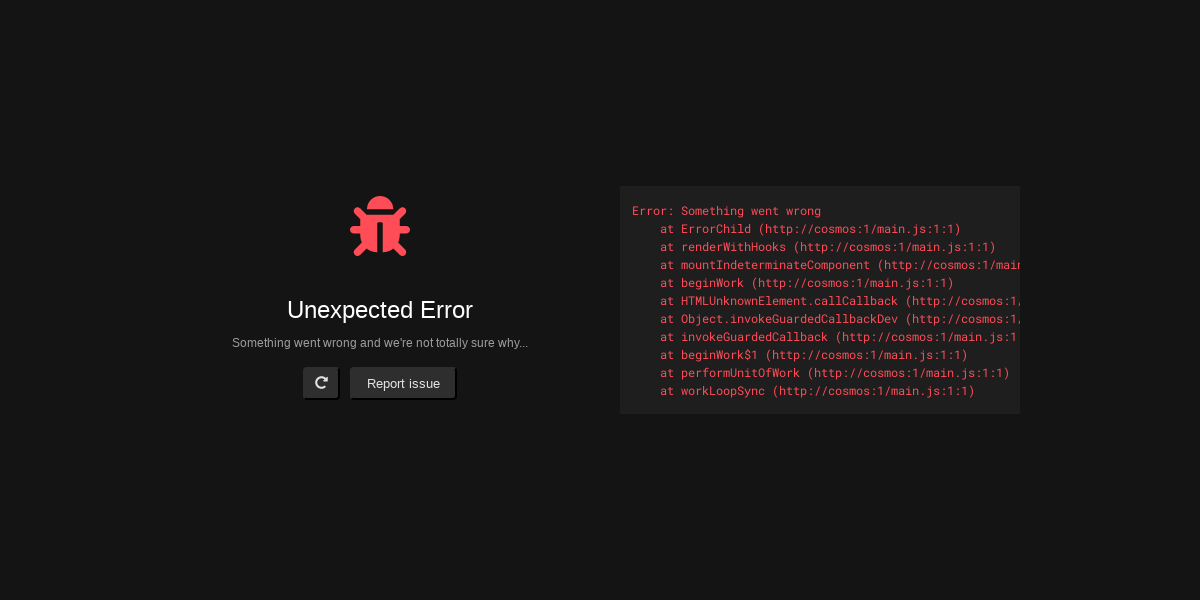 Unexpected Error
Something went wrong and we're not totally sure why...
Report issue
Error: Something went wrong
at ErrorChild (http://cosmos:1/main.js:1:1)
at renderWithHooks (http://cosmos:1/main.js:1:1)
at mountIndeterminateComponent (http://cosmos:1/main
at beginWork (http://cosmos:1/main.js:1:1)
at HTMLUnknownElement.callCallback (http://cosmos:1/
at Object.invokeGuardedCallbackDev (http://cosmos:1/
at invokeGuardedCallback (http://cosmos:1/main.js:1
at beginWork$1 (http://cosmos:1/main.js:1:1)
at performUnitOfWork (http://cosmos:1/main.js:1:1)
at workLoopSync (http://cosmos:1/main.js:1:1)